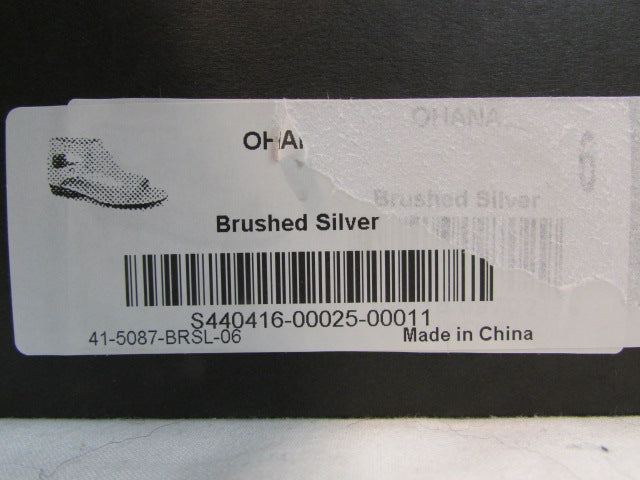 OHAI
OHANA
Brushed Silver
Brushed Silver
S440416-00025-00011
41-5087-BRSL-06
Made in China